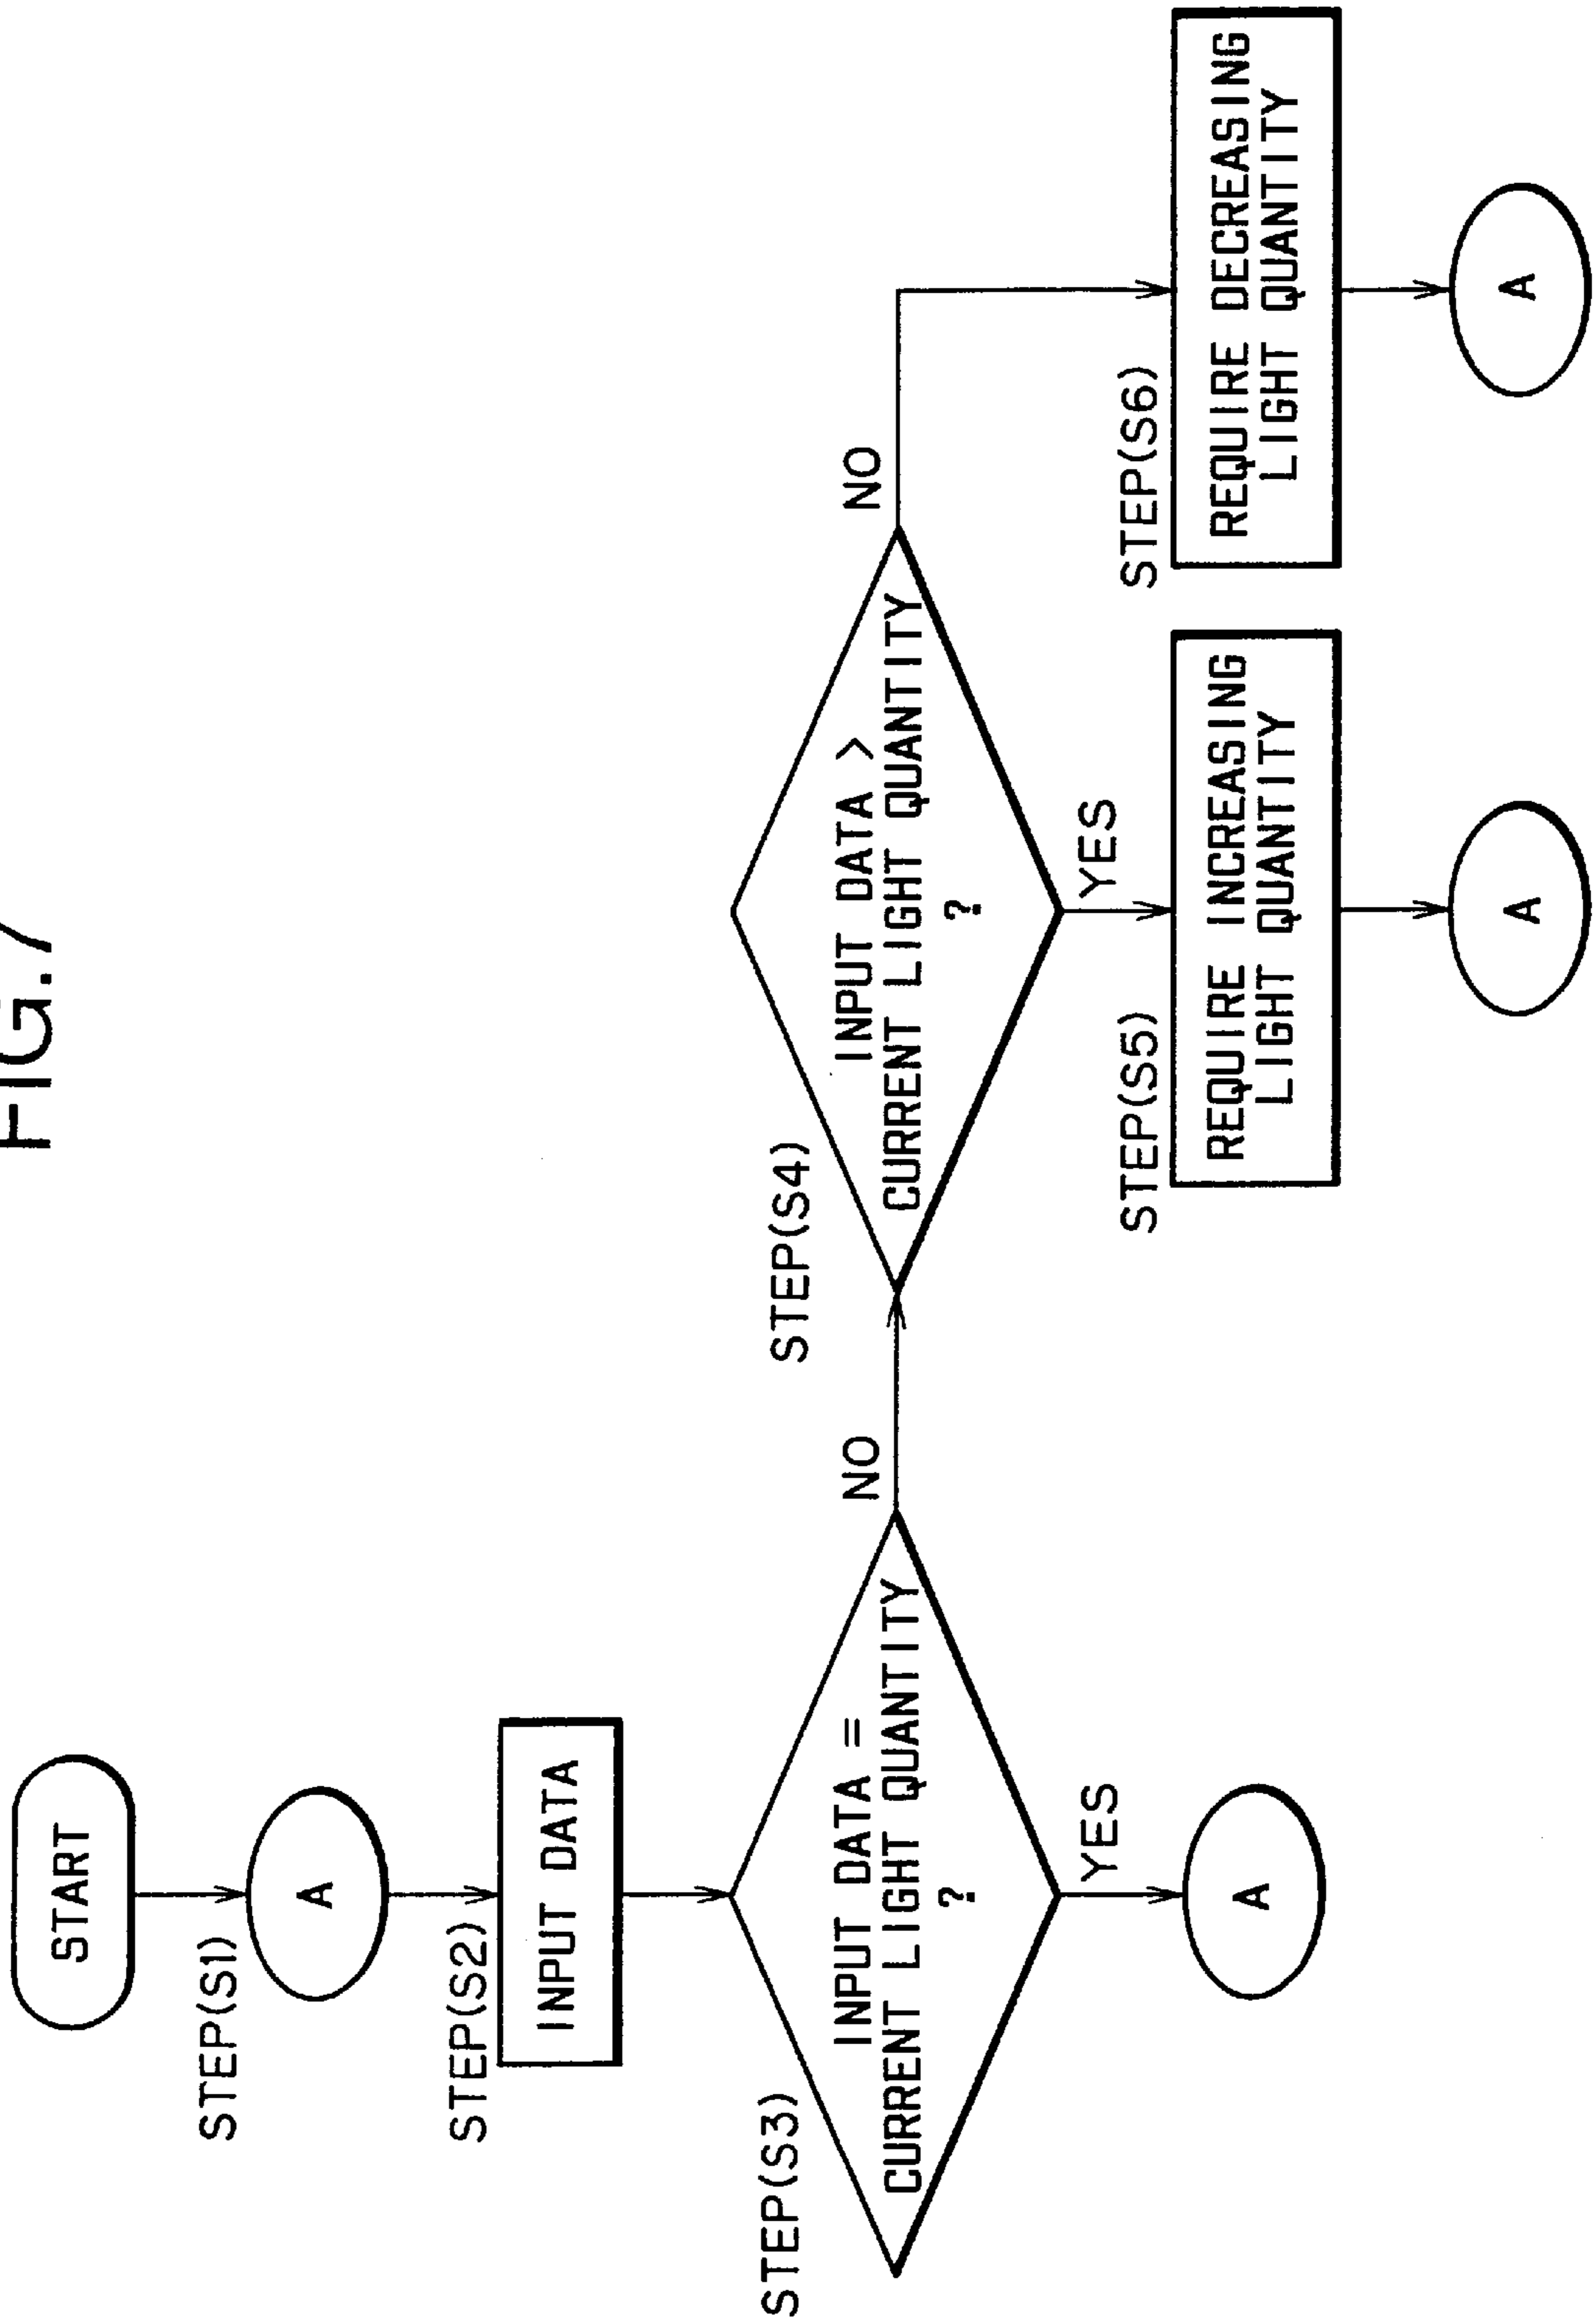 FIG.7
START
STEP(S1)
A
STEP(S2)
INPUT DATA
STEP(S3)
INPUT DATA =
CURRENT LIGHT QUANTITY
?
YES
A
NO
STEP(S4)
INPUT DATA >
CURRENT LIGHT QUANTITY
?
YES
NO
STEP(S5)
REQUIRE INCREASING
LIGHT QUANTITY
A
STEP(S6)
REQUIRE DECREASING
LIGHT QUANTITY
A